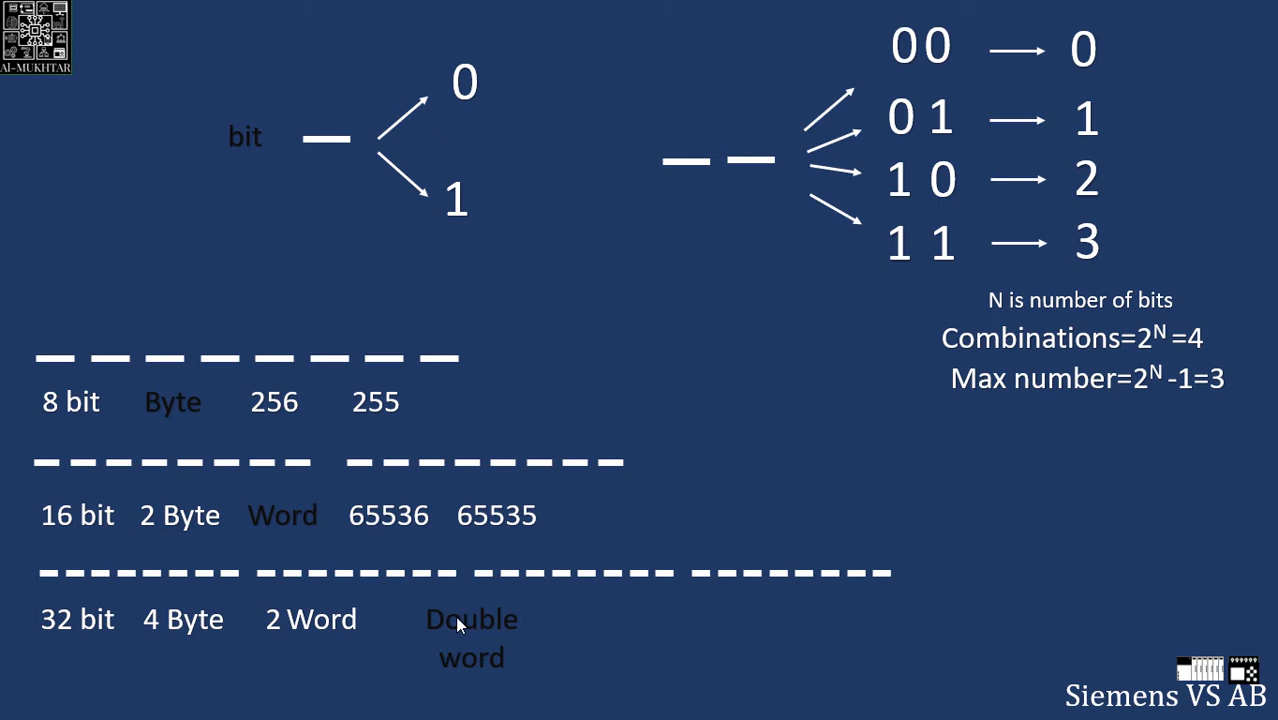 AI-MUKHTAR
bit
0
1
00 0
01 1
10 2
11 3
N is number of bits
Combinations=2^N =4
Max number=2^N -1=3
8 bit Byte 256 255
16 bit 2 Byte Word 65536 65535
32 bit 4 Byte 2 Word Double
word
Siemens VS AB